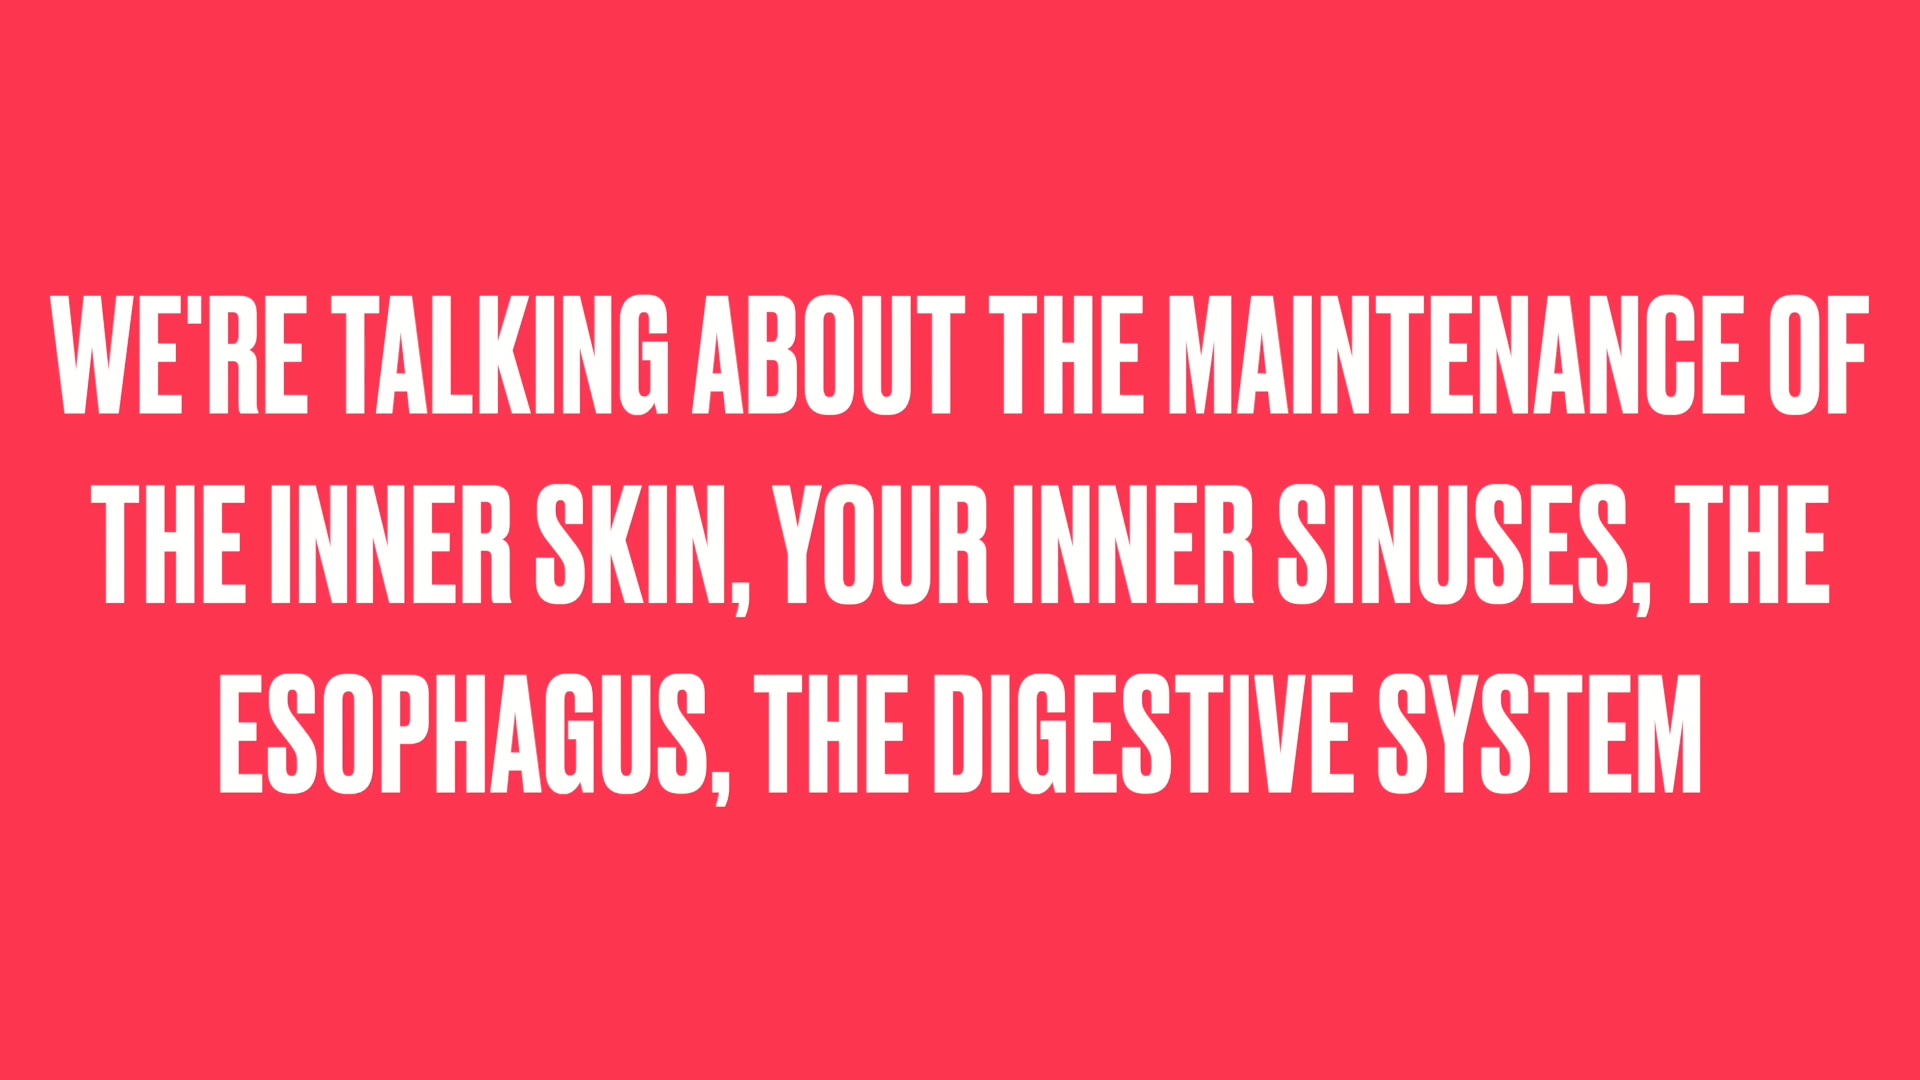 WE'RE TALKING ABOUT THE MAINTENANCE OF
THE INNER SKIN, YOUR INNER SINUSES, THE
ESOPHAGUS, THE DIGESTIVE SYSTEM